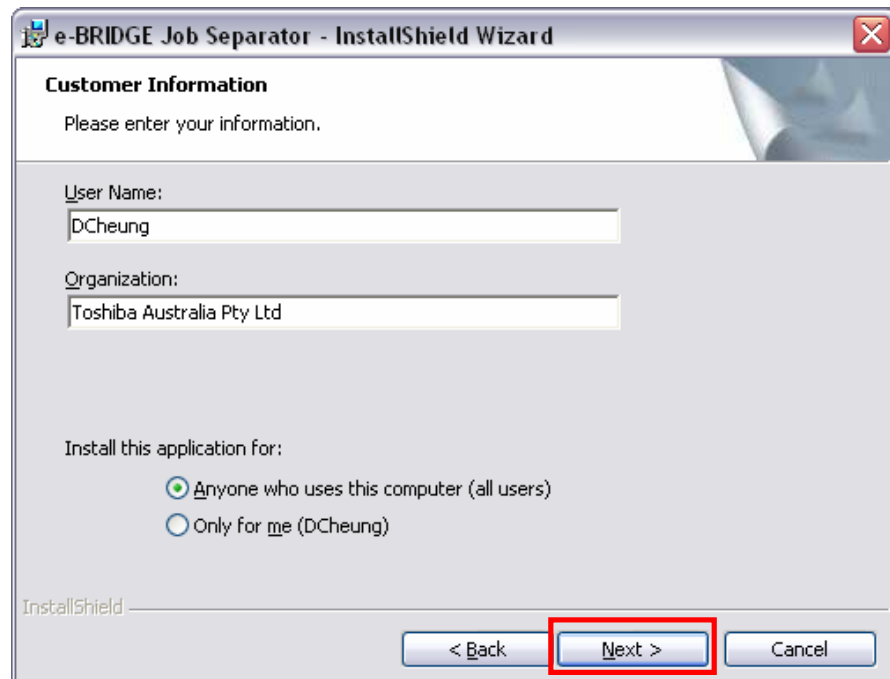 e-BRIDGE Job Separator - InstallShield Wizard
Customer Information
Please enter your information.
User Name:
DCheung
Organization:
Toshiba Australia Pty Ltd
Install this application for:
Anyone who uses this computer (all users)
Only for me (DCheung)
InstallShield
< Back Next > Cancel